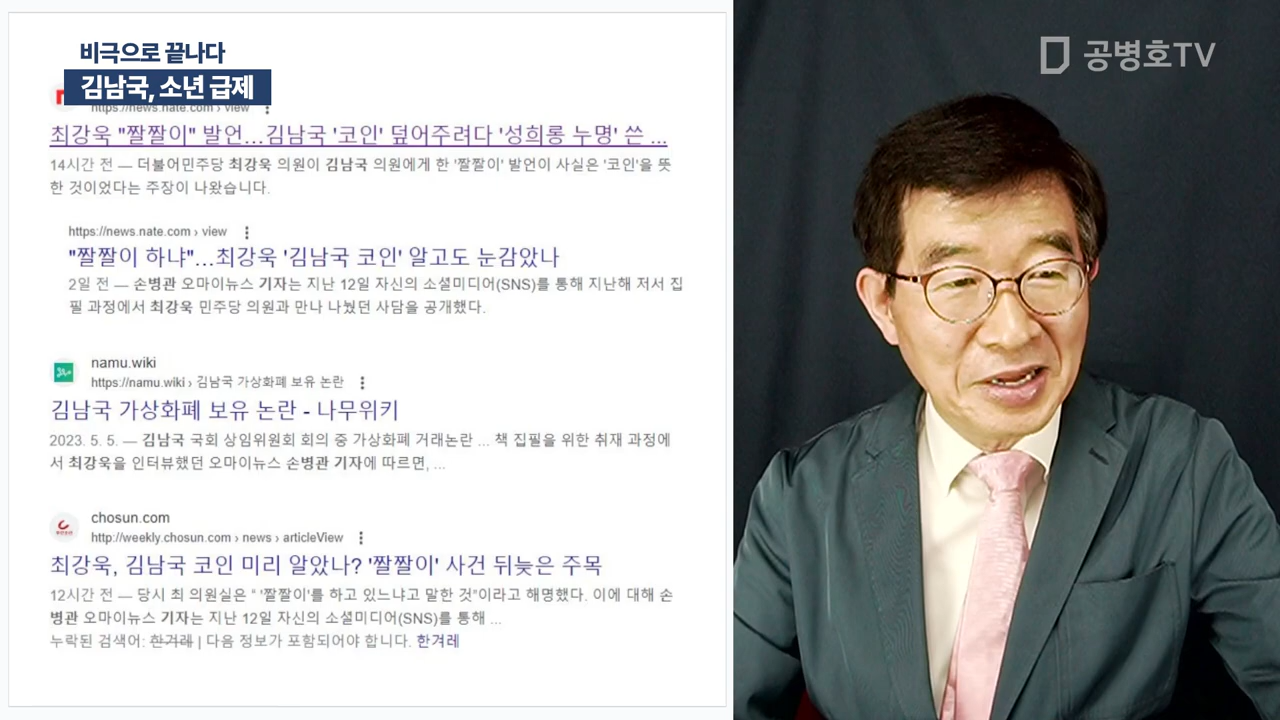 비극으로 끝나다
김남국, 소년 급제
공병호TV
https://news.nate.com › view
최강욱 "짤짤이" 발언...김남국 '코인' 덮어주려다 '성희롱 누명' 쓴 ...
14시간 전 — 더불어민주당 최강욱 의원이 김남국 의원에게 한 '짤짤이' 발언이 사실은 '코인'을 뜻
한 것이었다는 주장이 나왔습니다.
https://news.nate.com › view
"짤짤이 하냐"...최강욱 '김남국 코인' 알고도 눈감았나
2일 전 — 손병관 오마이뉴스 기자는 지난 12일 자신의 소셜미디어(SNS)를 통해 지난해 저서 집
필 과정에서 최강욱 민주당 의원과 만나 나눴던 사담을 공개했다.
namu.wiki
https://namu.wiki › 김남국 가상화폐 보유 논란
김남국 가상화폐 보유 논란 - 나무위키
2023. 5. 5. — 김남국 국회 상임위원회 회의 중 가상화폐 거래논란 ... 책 집필을 위한 취재 과정에
서 최강욱을 인터뷰했던 오마이뉴스 손병관 기자에 따르면, ...
chosun.com
http://weekly.chosun.com › news › articleView
최강욱, 김남국 코인 미리 알았나? '짤짤이' 사건 뒤늦은 주목
12시간 전 — 당시 최 의원실은 " '짤짤이'를 하고 있느냐고 말한 것"이라고 해명했다. 이에 대해 손
병관 오마이뉴스 기자는 지난 12일 자신의 소셜미디어(SNS)를 통해 ...
누락된 검색어: 한겨레 | 다음 정보가 포함되어야 합니다. 한겨레